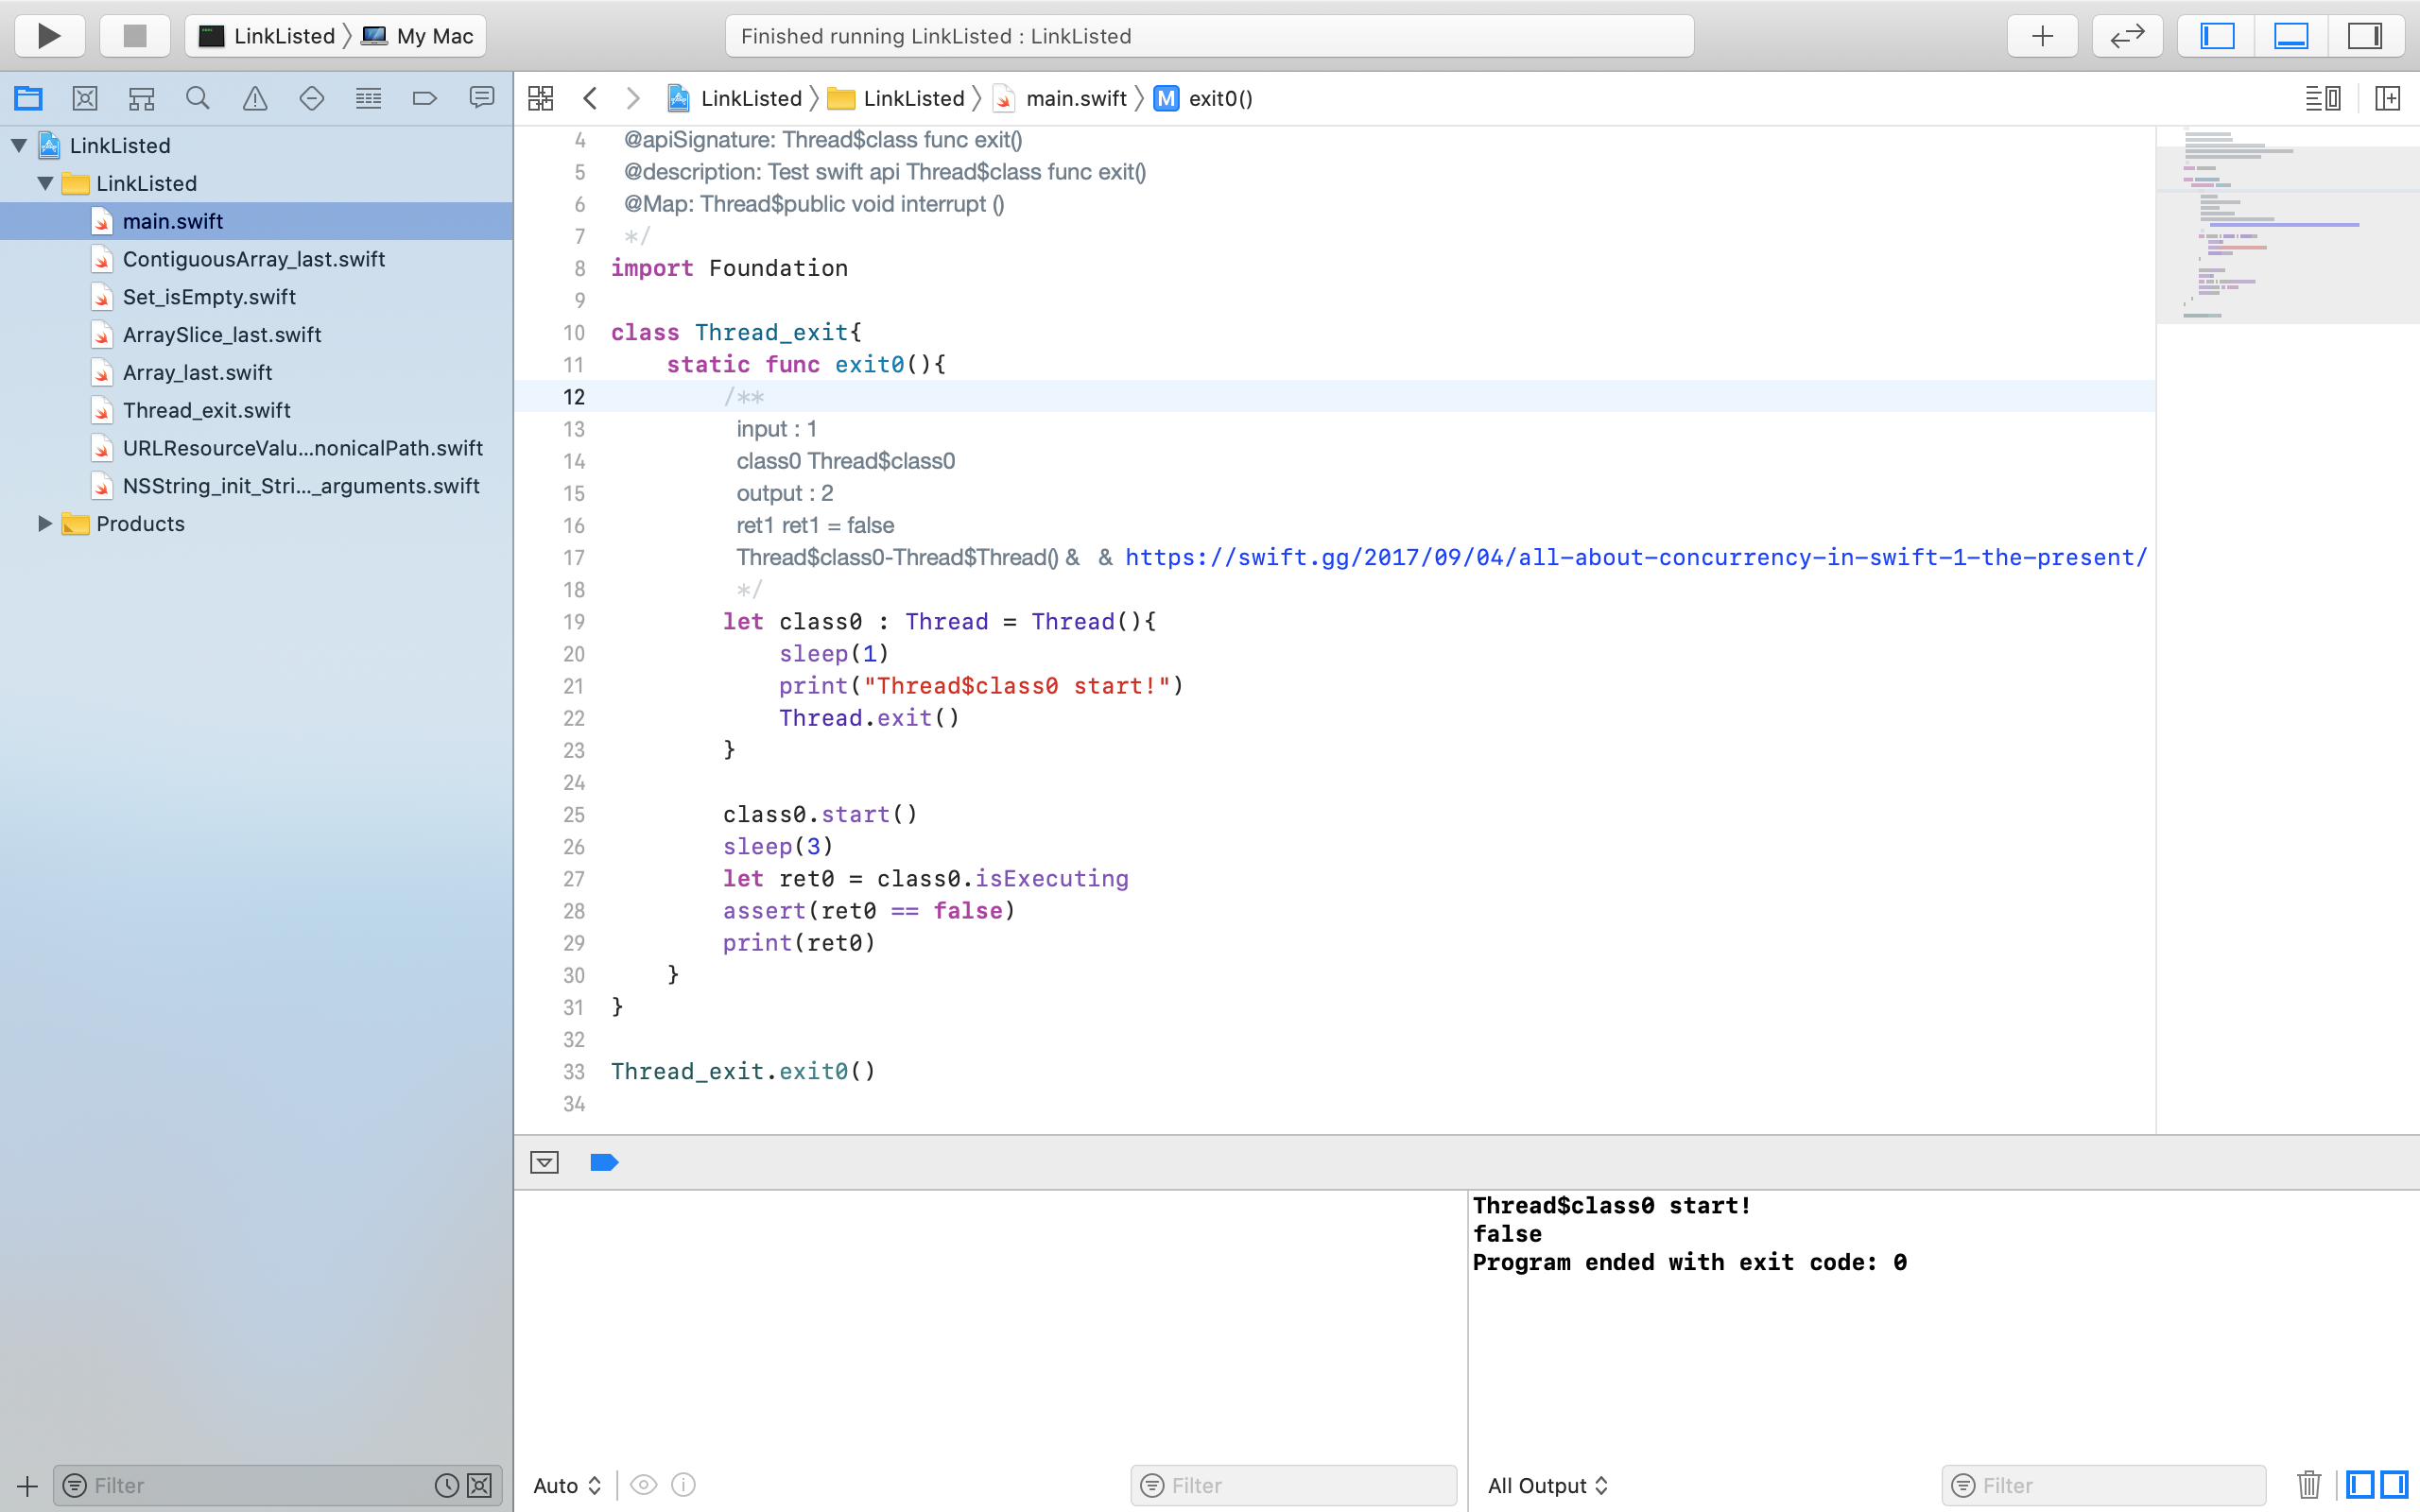 LinkListed 〉 My Mac
Finished running LinkListed : LinkListed
LinkListed 〉 LinkListed 〉 main.swift 〉 M exit0()
LinkListed
LinkListed
main.swift
ContiguousArray_last.swift
Set_isEmpty.swift
ArraySlice_last.swift
Array_last.swift
Thread_exit.swift
URLResourceValu...nonicalPath.swift
NSString_init_Stri..._arguments.swift
Products
Filter
4 @apiSignature: Thread$class func exit()
5 @description: Test swift api Thread$class func exit()
6 @Map: Thread$public void interrupt ()
7 */
8 import Foundation
9
10 class Thread_exit{
11 static func exit0(){
12 /**
13 input : 1
14 class0 Thread$class0
15 output : 2
16 ret1 ret1 = false
17 Thread$class0-Thread$Thread() & & https://swift.gg/2017/09/04/all-about-concurrency-in-swift-1-the-present/
18 */
19 let class0 : Thread = Thread(){
20 sleep(1)
21 print("Thread$class0 start!")
22 Thread.exit()
23 }
24
25 class0.start()
26 sleep(3)
27 let ret0 = class0.isExecuting
28 assert(ret0 == false)
29 print(ret0)
30 }
31 }
32
33 Thread_exit.exit0()
34
Thread$class0 start!
false
Program ended with exit code: 0
Auto
Filter
All Output
Filter